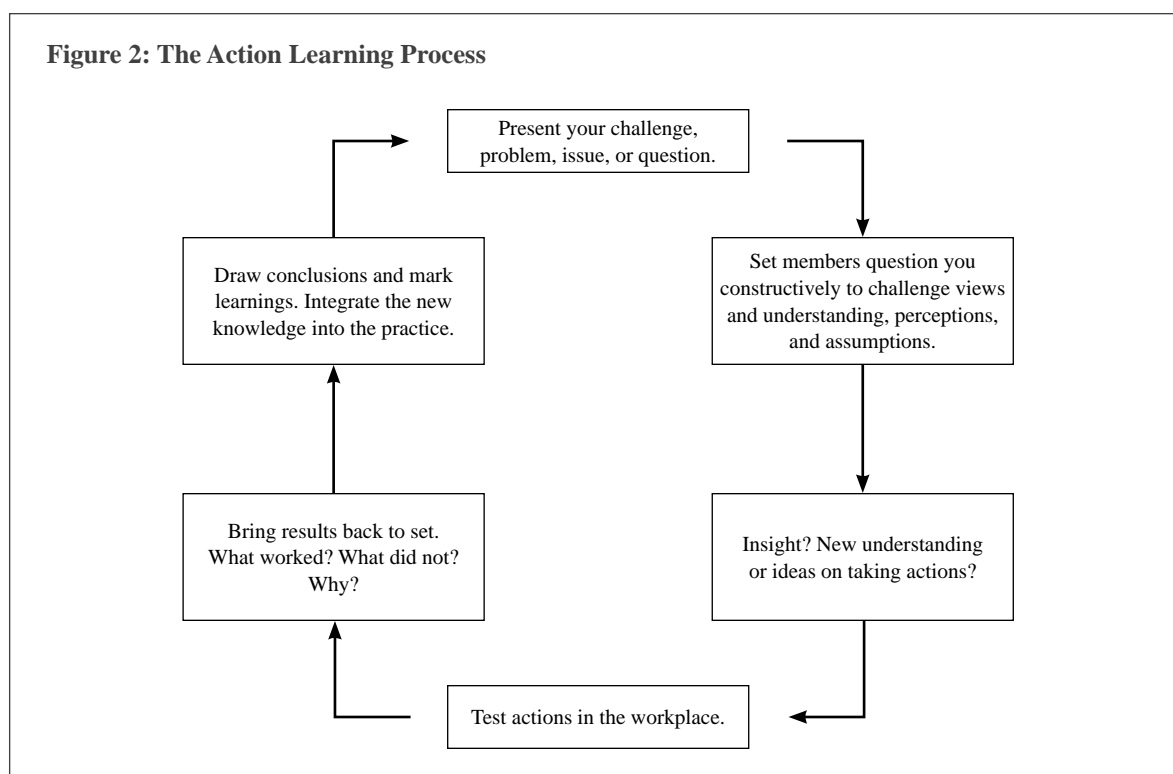 Figure 2: The Action Learning Process
Present your challenge,
problem, issue, or question.
Set members question you
constructively to challenge views
and understanding, perceptions,
and assumptions.
Insight? New understanding
or ideas on taking actions?
Test actions in the workplace.
Bring results back to set.
What worked? What did not?
Why?
Draw conclusions and mark
learnings. Integrate the new
knowledge into the practice.